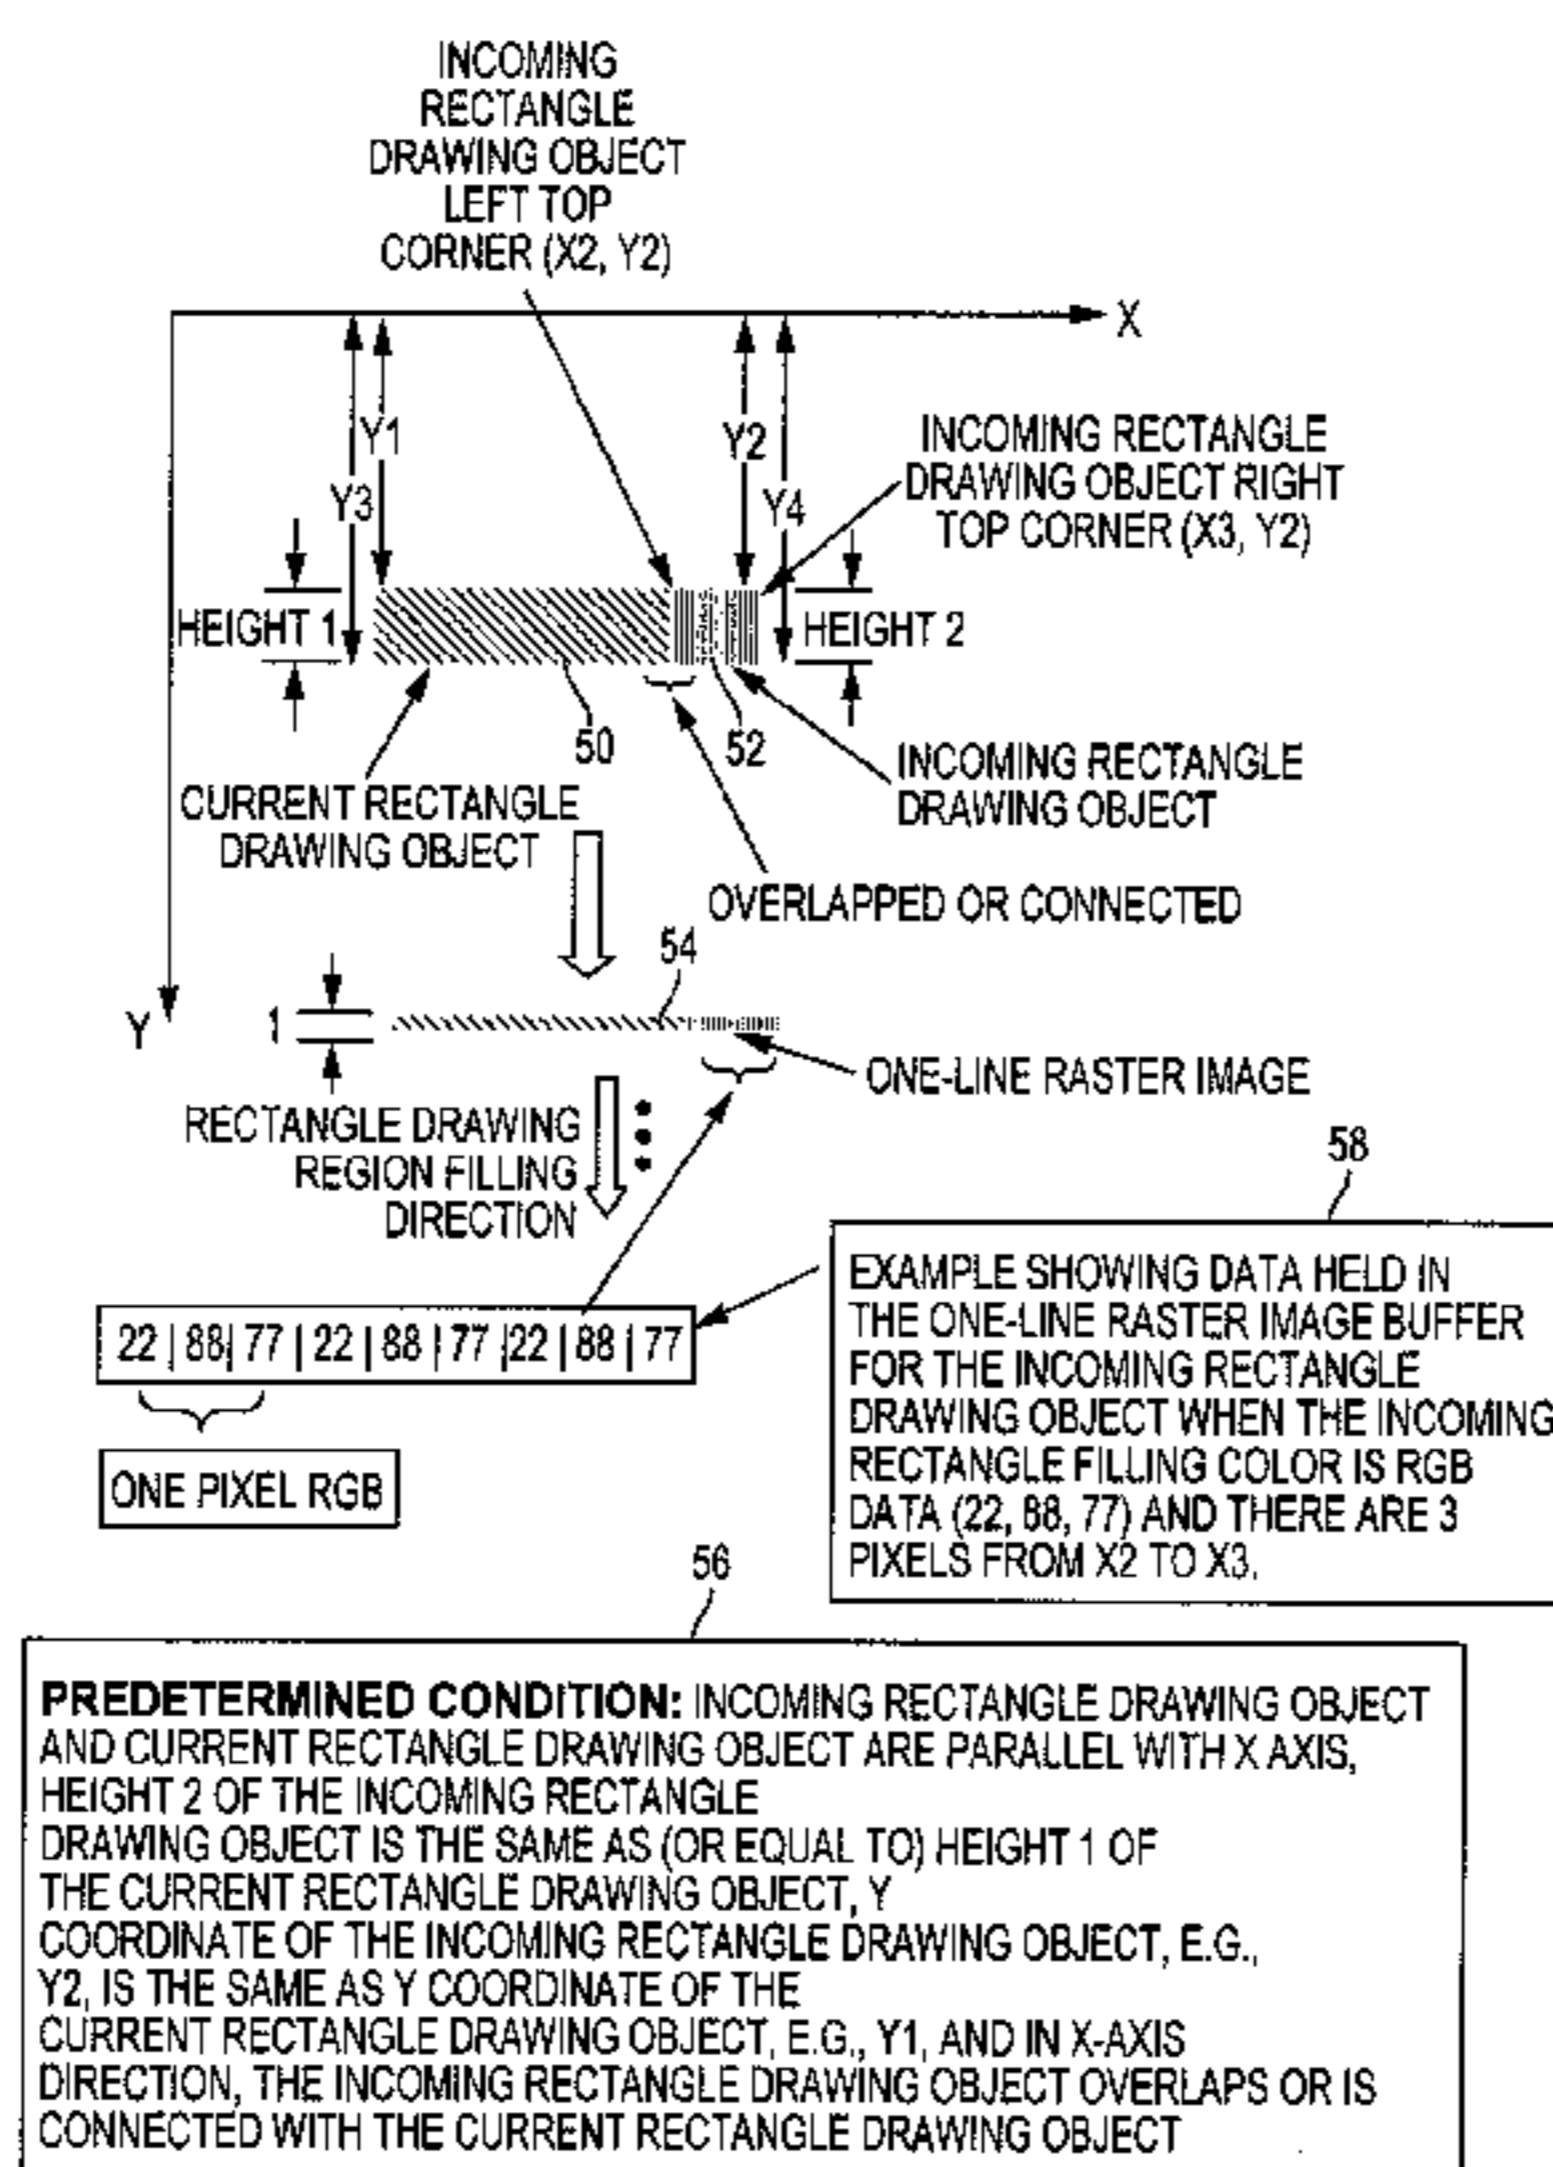 INCOMING
RECTANGLE
DRAWING OBJECT
LEFT TOP
CORNER (X2, Y2)
X
Y1
Y2
Y3
Y4
INCOMING RECTANGLE
DRAWING OBJECT RIGHT
TOP CORNER (X3, Y2)
HEIGHT 1
HEIGHT 2
50
52
CURRENT RECTANGLE
DRAWING OBJECT
INCOMING RECTANGLE
DRAWING OBJECT
OVERLAPPED OR CONNECTED
54
Y
1
ONE-LINE RASTER IMAGE
RECTANGLE DRAWING
REGION FILLING
DIRECTION
58
22 | 88 | 77 | 22 | 88 | 77 | 22 | 88 | 77
ONE PIXEL RGB
EXAMPLE SHOWING DATA HELD IN
THE ONE-LINE RASTER IMAGE BUFFER
FOR THE INCOMING RECTANGLE
DRAWING OBJECT WHEN THE INCOMING
RECTANGLE FILLING COLOR IS RGB
DATA (22, 88, 77) AND THERE ARE 3
PIXELS FROM X2 TO X3.
56
PREDETERMINED CONDITION: INCOMING RECTANGLE DRAWING OBJECT
AND CURRENT RECTANGLE DRAWING OBJECT ARE PARALLEL WITH X AXIS,
HEIGHT 2 OF THE INCOMING RECTANGLE
DRAWING OBJECT IS THE SAME AS (OR EQUAL TO) HEIGHT 1 OF
THE CURRENT RECTANGLE DRAWING OBJECT, Y
COORDINATE OF THE INCOMING RECTANGLE DRAWING OBJECT, E.G.,
Y2, IS THE SAME AS Y COORDINATE OF THE
CURRENT RECTANGLE DRAWING OBJECT, E.G., Y1, AND IN X-AXIS
DIRECTION, THE INCOMING RECTANGLE DRAWING OBJECT OVERLAPS OR IS
CONNECTED WITH THE CURRENT RECTANGLE DRAWING OBJECT